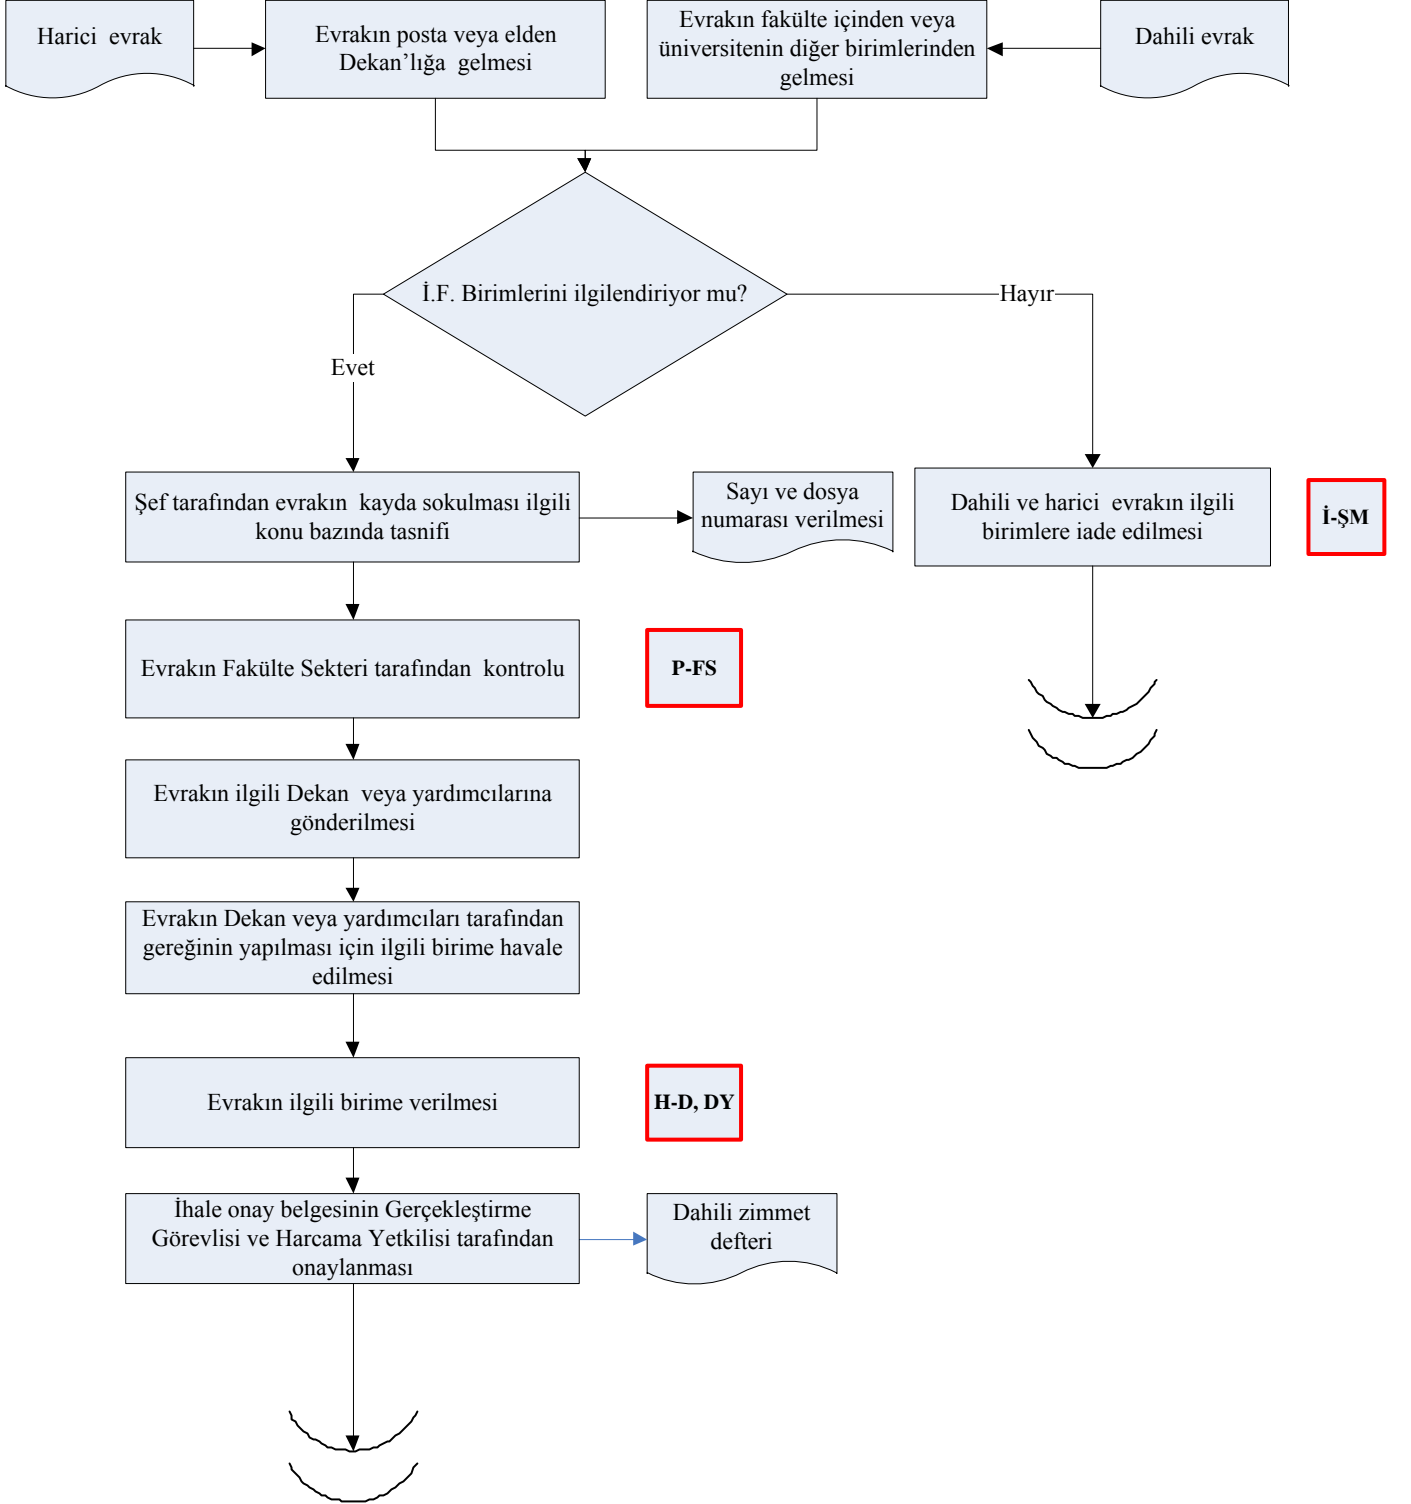 Harici evrak
Evrakın posta veya elden
Dekan’lığa gelmesi
Evrakın fakülte içinden veya
üniversitenin diğer birimlerinden
gelmesi
Dahili evrak
İ.F. Birimlerini ilgilendiriyor mu?
Hayır
Evet
Şef tarafından evrakın kayda sokulması ilgili
konu bazında tasnifi
Sayı ve dosya
numarası verilmesi
Dahili ve harici evrakın ilgili
birimlere iade edilmesi
İ-ŞM
Evrakın Fakülte Sekteri tarafından kontrolu
P-FS
Evrakın ilgili Dekan veya yardımcılarına
gönderilmesi
Evrakın Dekan veya yardımcıları tarafından
gereğinin yapılması için ilgili birime havale
edilmesi
Evrakın ilgili birime verilmesi
H-D, DY
İhale onay belgesinin Gerçekleştirme
Görevlisi ve Harcama Yetkilisi tarafından
onaylanması
Dahili zimmet
defteri